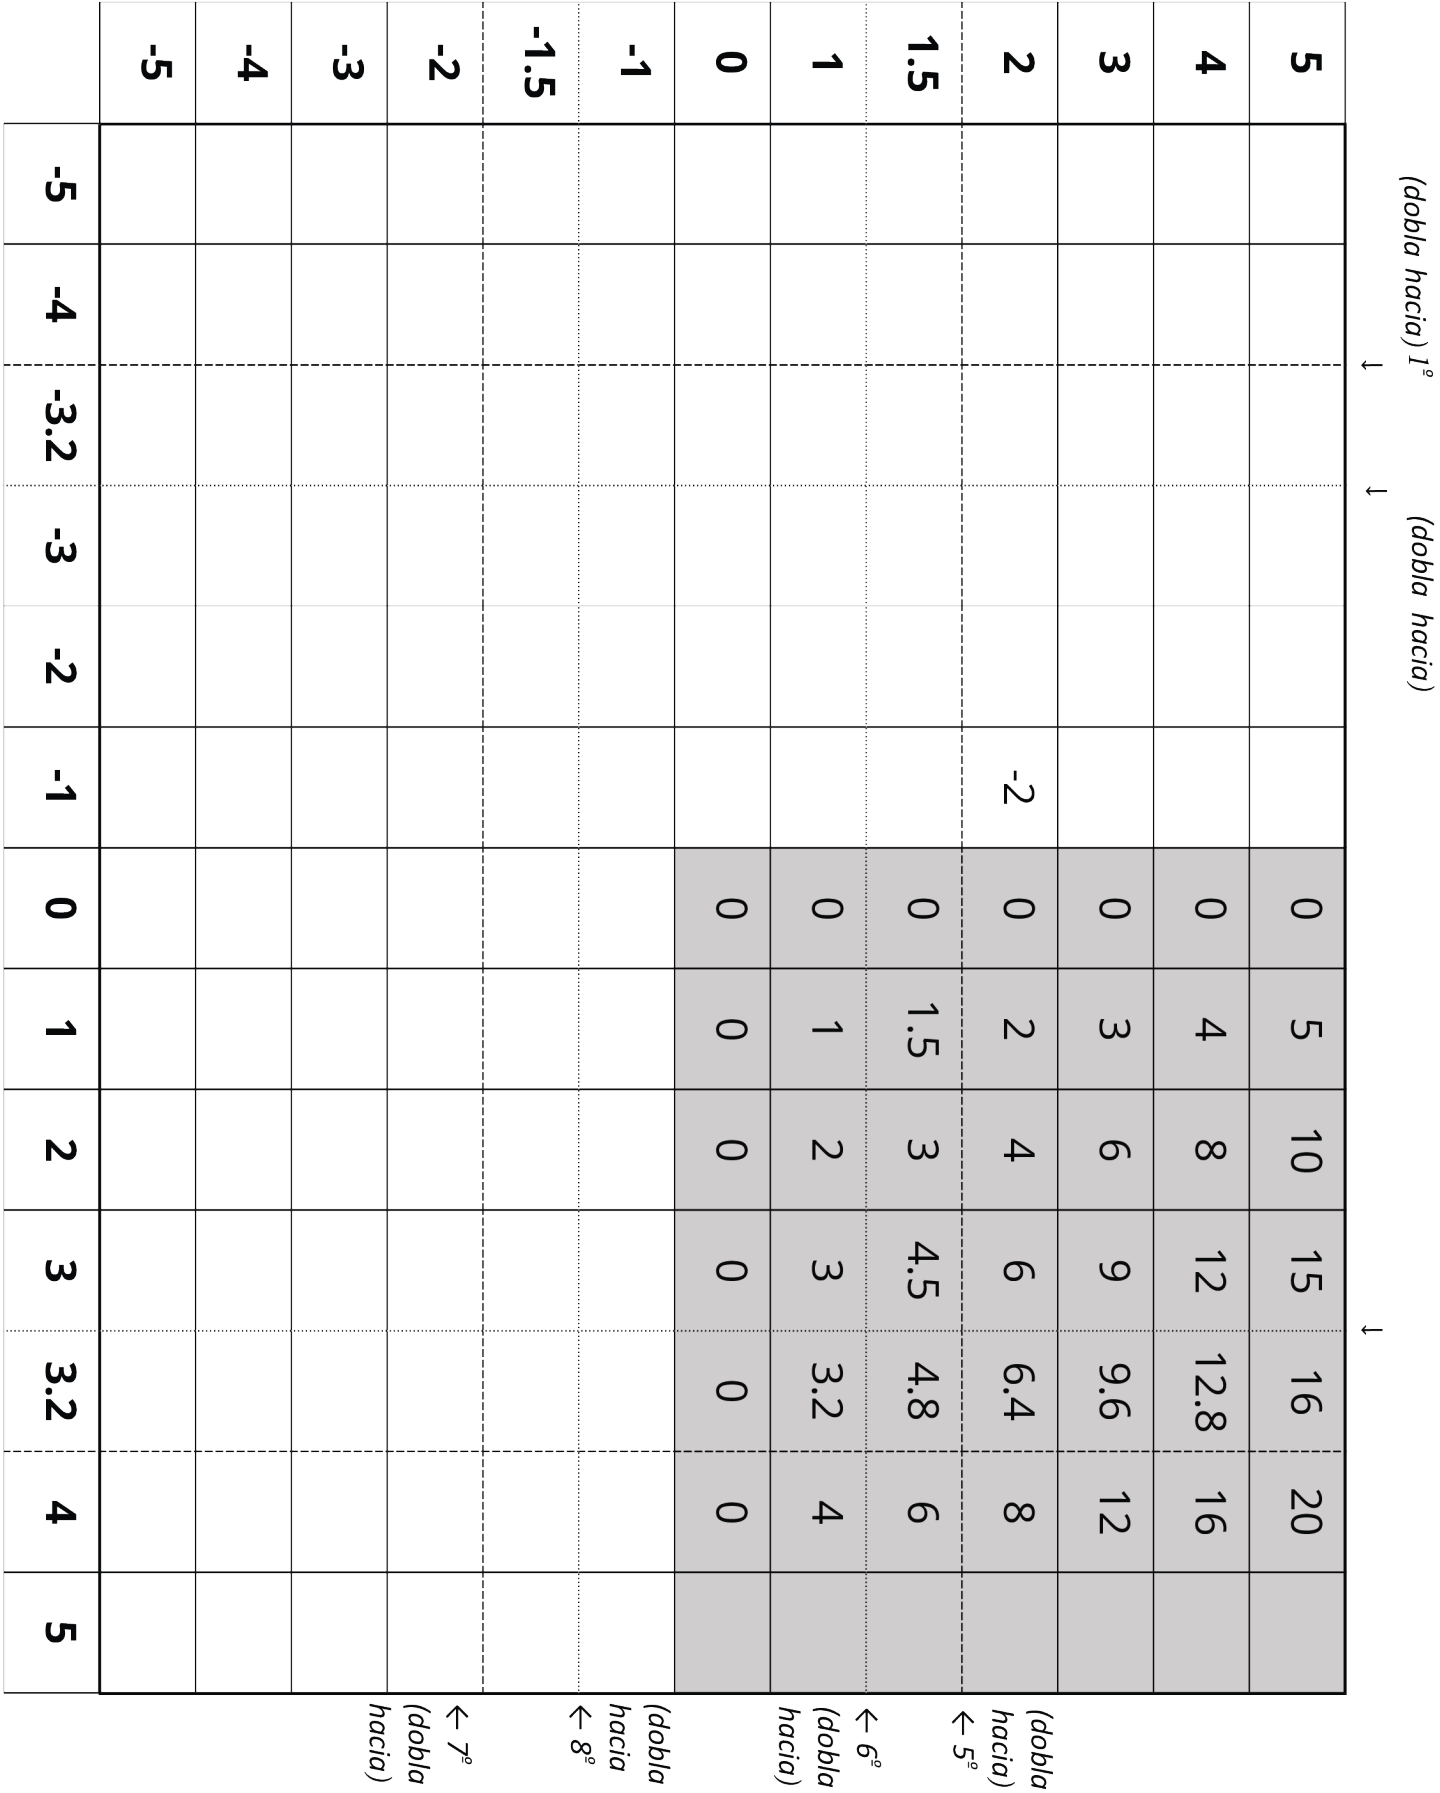 (dobla hacia) 1º (dobla hacia)
↓ ↓ ↓
5 0 5 10 15 16 20
4 0 4 8 12 12.8 16
3 0 3 6 9 9.6 12
2 -2 0 2 4 6 6.4 8
(dobla
hacia)
← 5º
1.5 0 1.5 3 4.5 4.8 6
← 6º
1 0 1 2 3 3.2 4
(dobla
hacia)
0 0 0 0 0 0 0
-1
(dobla
hacia
← 8º
-1.5
-2
← 7º
(dobla
hacia)
-3
-4
-5
-5 -4 -3.2 -3 -2 -1 0 1 2 3 3.2 4 5